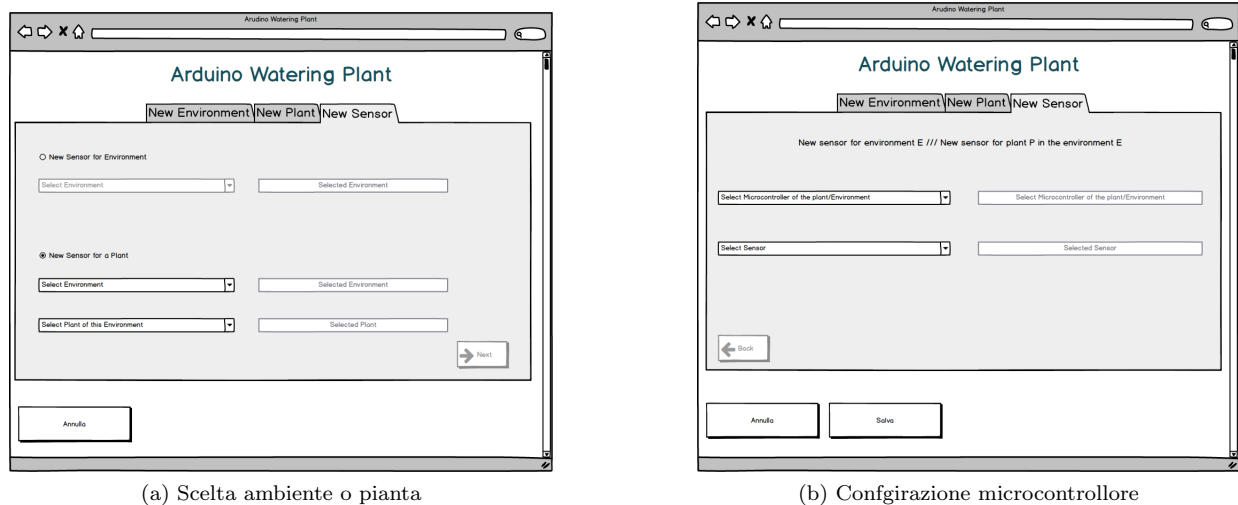 Arudino Watering Plant
Arduino Watering Plant
New Environment New Plant New Sensor
New Sensor for Environment
Select Environment Selected Environment
New Sensor for a Plant
Select Environment Selected Environment
Select Plant of this Environment Selected Plant
Next
Annulla
(a) Scelta ambiente o pianta
Arudino Watering Plant
Arduino Watering Plant
New Environment New Plant New Sensor
New sensor for environment E /// New sensor for plant P in the environment E
Select Microcontroller of the plant/Environment Select Microcontroller of the plant/Environment
Select Sensor Selected Sensor
Back
Annulla Salva
(b) Confgirazione microcontrollore